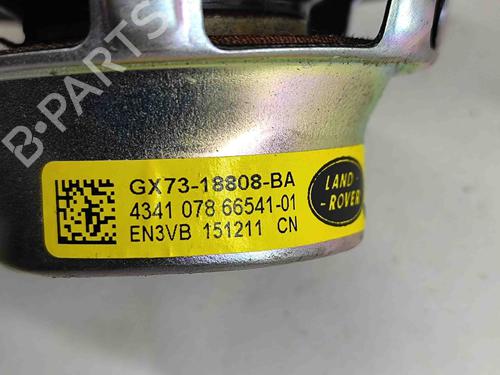 B-PARTS
GX73-18808-BA
4341 078 66541-01
EN3VB 151211 CN
LAND
- ROVER -